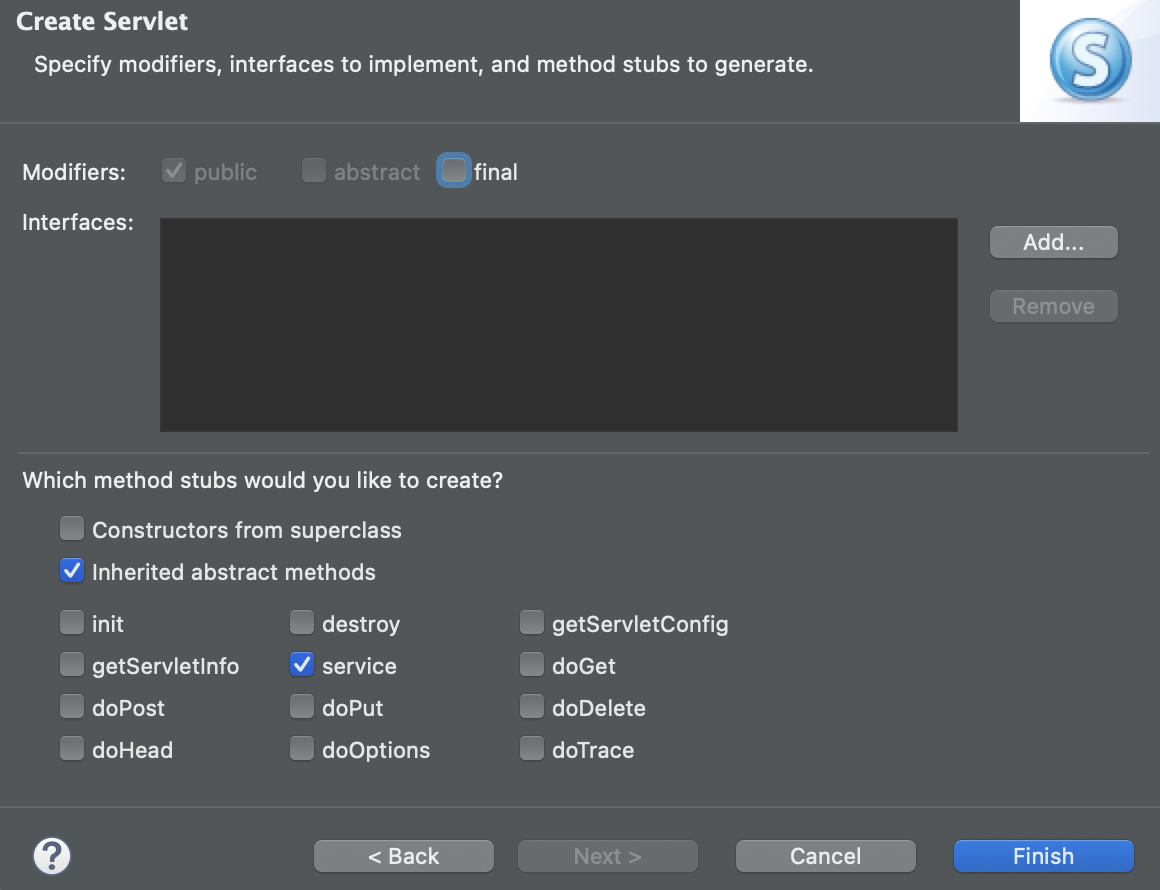 Create Servlet
Specify modifiers, interfaces to implement, and method stubs to generate.
S
Modifiers: public abstract final
Interfaces:
Add...
Remove
Which method stubs would you like to create?
Constructors from superclass
Inherited abstract methods
init destroy getServletConfig
getServletInfo service doGet
doPost doPut doDelete
doHead doOptions doTrace
? < Back Next > Cancel Finish